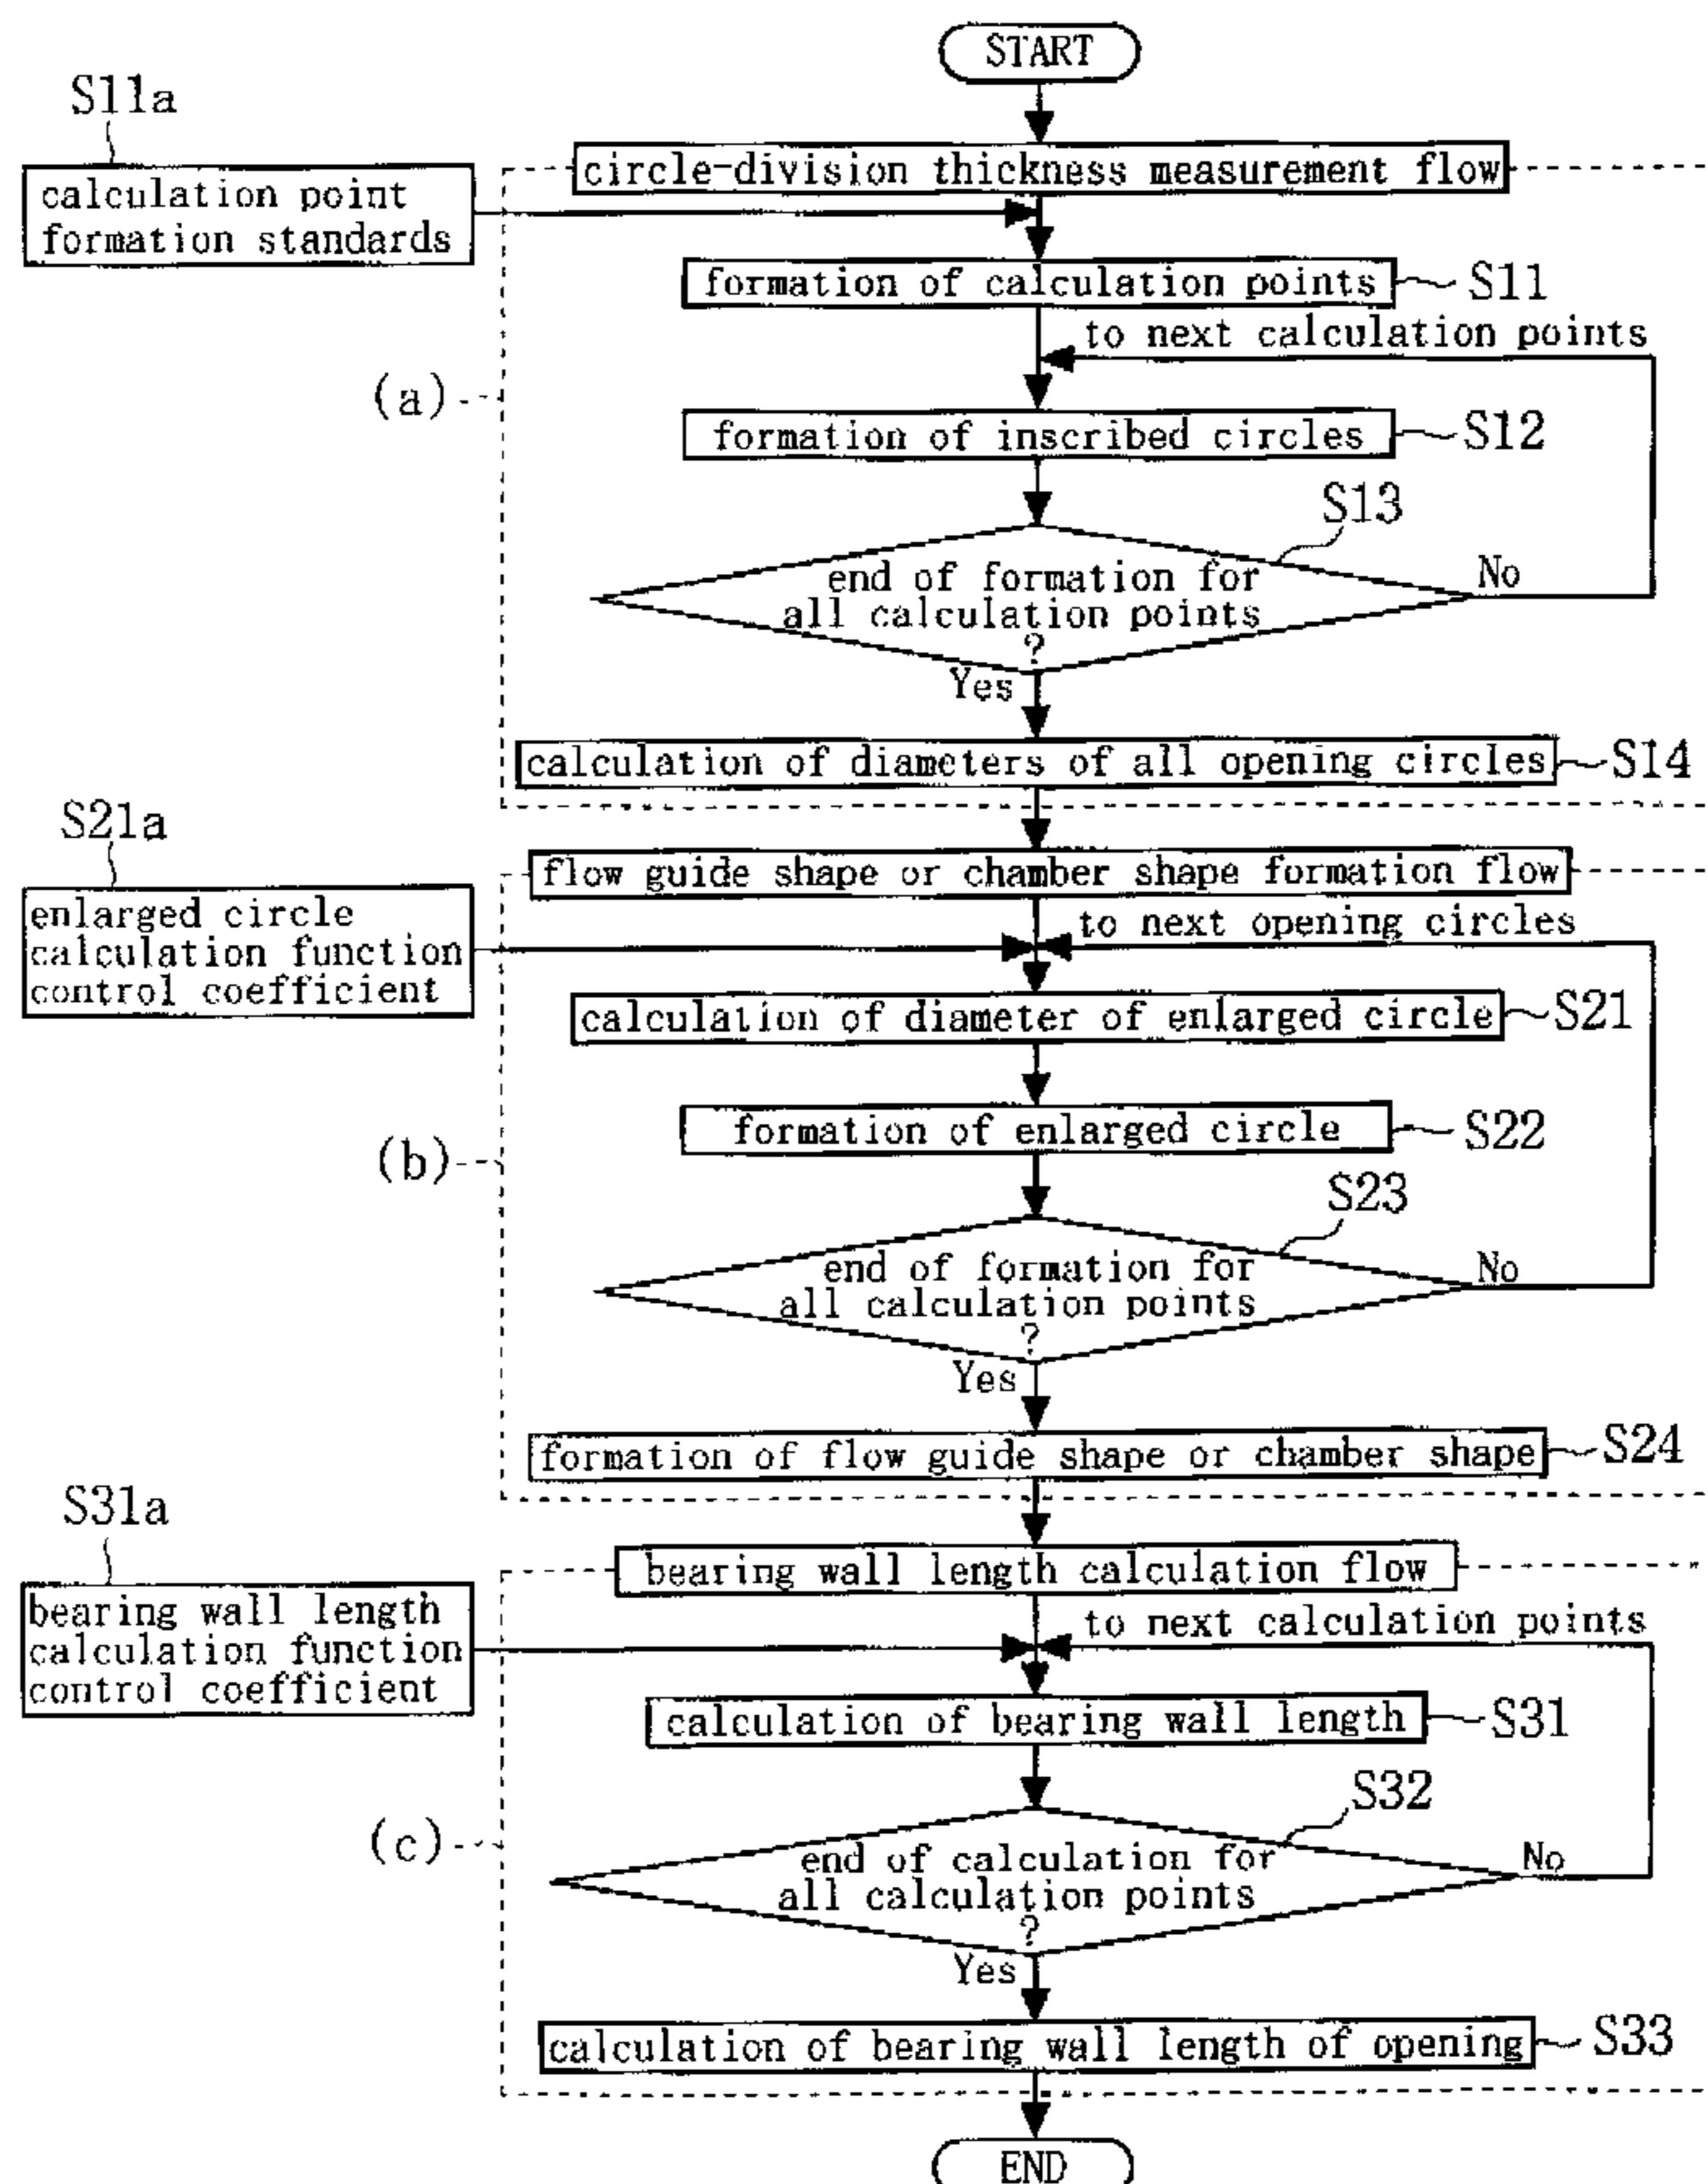 START
S11a
circle-division thickness measurement flow
calculation point
formation standards
formation of calculation points
S11
to next calculation points
(a)
formation of inscribed circles
S12
S13
end of formation for
all calculation points
?
No
Yes
calculation of diameters of all opening circles
S14
S21a
flow guide shape or chamber shape formation flow
enlarged circle
calculation function
control coefficient
to next opening circles
calculation of diameter of enlarged circle
S21
formation of enlarged circle
S22
(b)
S23
end of formation for
all calculation points
?
No
Yes
formation of flow guide shape or chamber shape
S24
S31a
bearing wall length calculation flow
bearing wall length
calculation function
control coefficient
to next calculation points
calculation of bearing wall length
S31
S32
(c)
end of calculation for
all calculation points
?
No
Yes
calculation of bearing wall length of opening
S33
END